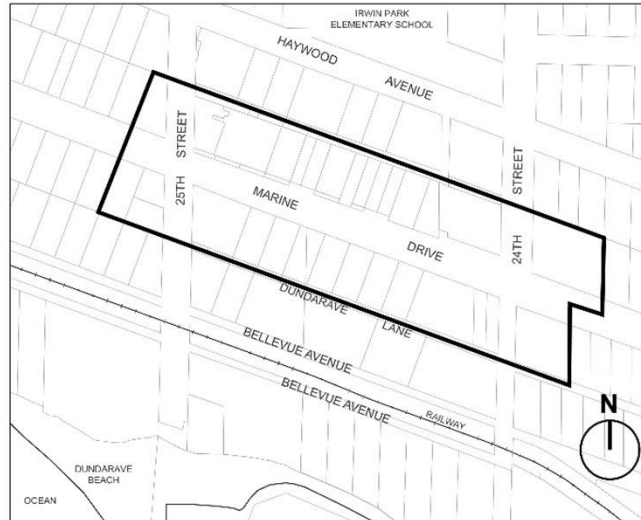 IRWIN PARK
ELEMENTARY SCHOOL
HAYWOOD AVENUE
25TH STREET
24TH STREET
MARINE DRIVE
DUNDARAVE LANE
BELLEVUE AVENUE
BELLEVUE AVENUE
RAILWAY
N
DUNDARAVE
BEACH
OCEAN